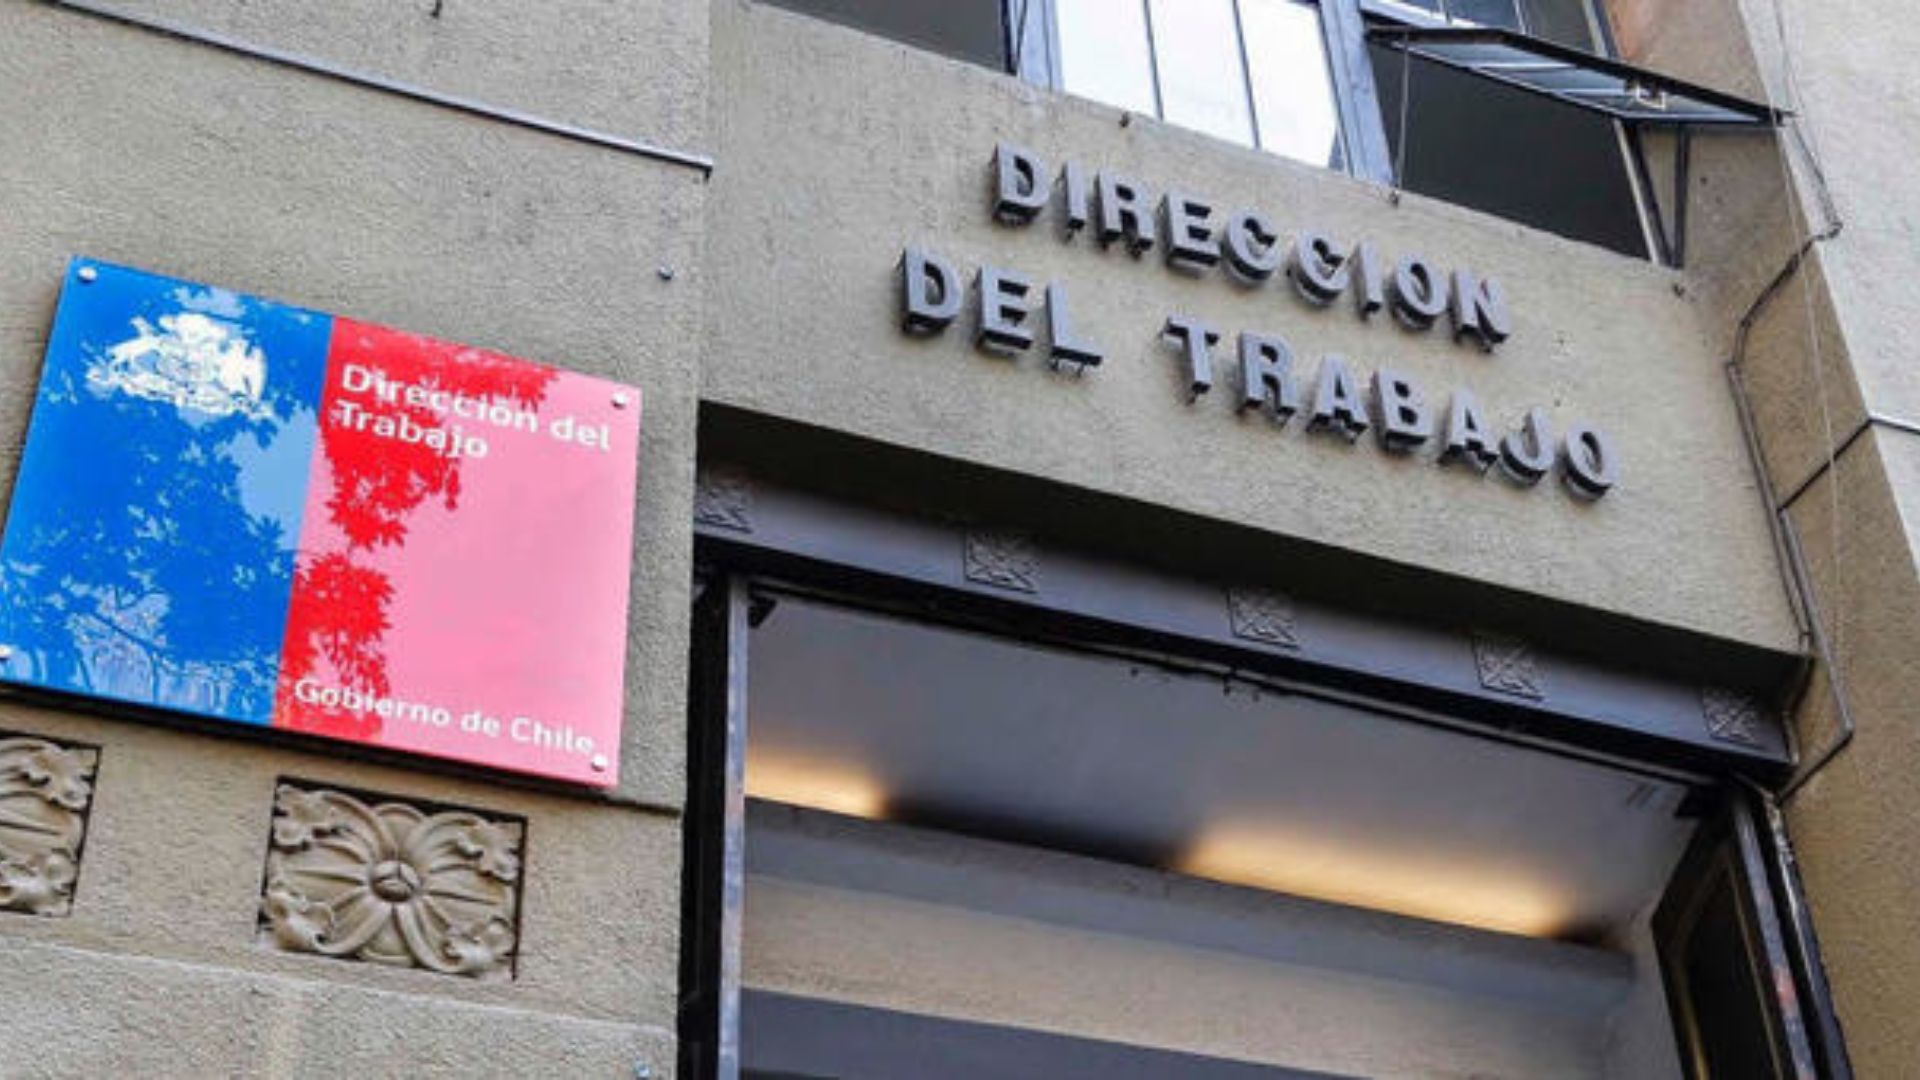 Dirección del
Trabajo
Gobierno de Chile
DIRECCION
DEL TRABAJO